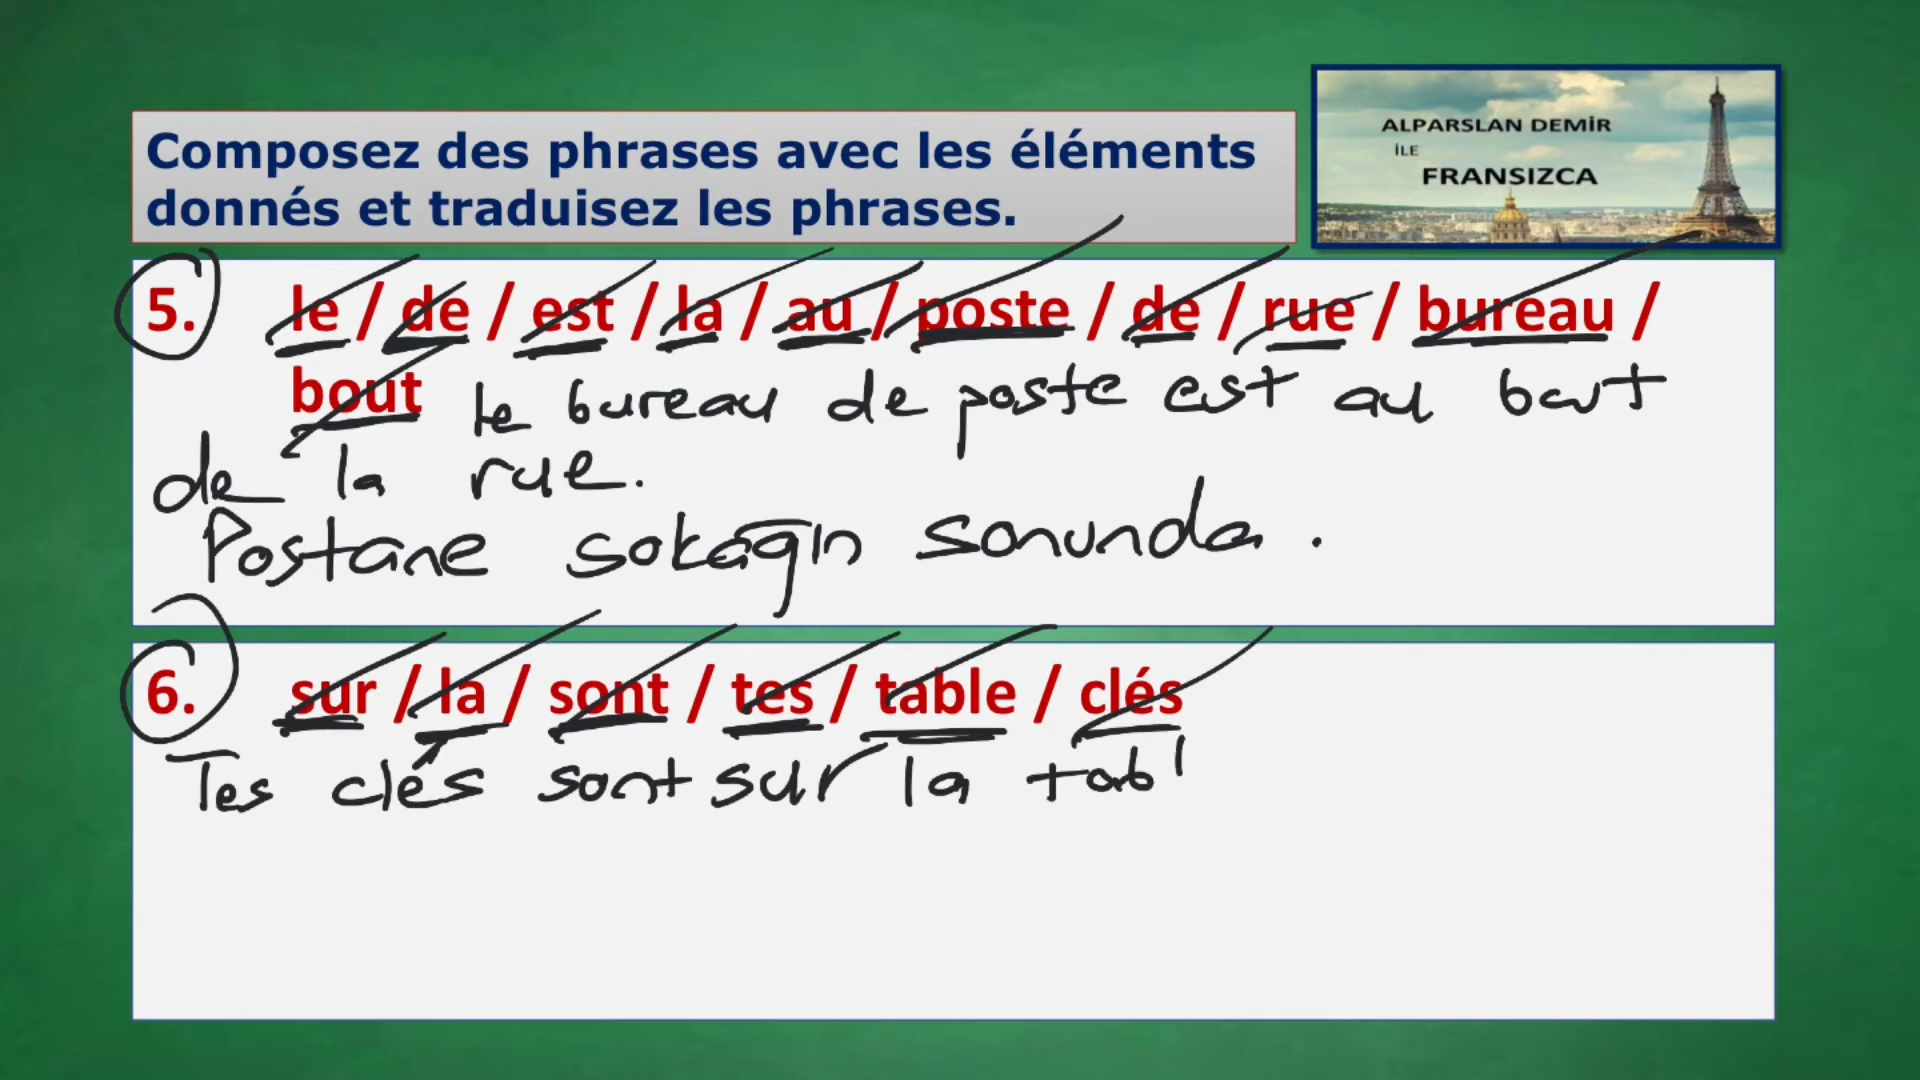 Composez des phrases avec les éléments
donnés et traduisez les phrases.
ALPARSLAN DEMİR
İLE
FRANSIZCA
5. le / de / est / la / au / poste / de / rue / bureau /
bout le bureau de poste est au bout
de la rue.
Postane sokağın sonunda.
6. sur / la / sont / tes / table / clés
Tes clés sont sur la tabl